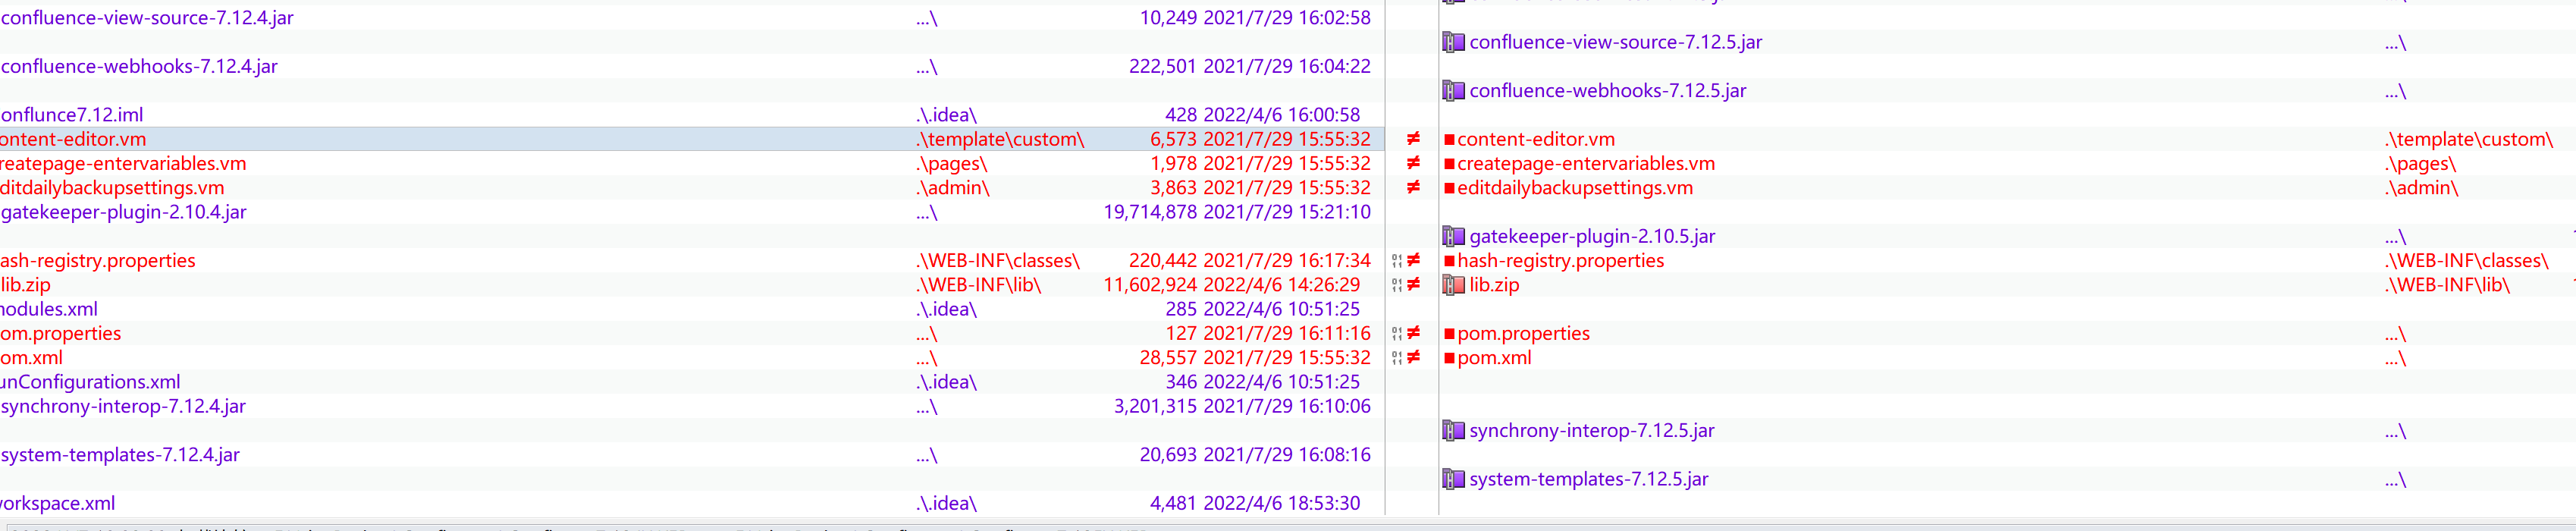 confluence-view-source-7.12.4.jar ...\ 10,249 2021/7/29 16:02:58
confluence-view-source-7.12.5.jar ...\
confluence-webhooks-7.12.4.jar ...\ 222,501 2021/7/29 16:04:22
confluence-webhooks-7.12.5.jar ...\
onflunce7.12.iml .\.idea\ 428 2022/4/6 16:00:58
ontent-editor.vm .\template\custom\ 6,573 2021/7/29 15:55:32 ≠ content-editor.vm .\template\custom\
reatepage-entervariables.vm .\pages\ 1,978 2021/7/29 15:55:32 ≠ createpage-entervariables.vm .\pages\
ditdailybackupsettings.vm .\admin\ 3,863 2021/7/29 15:55:32 ≠ editdailybackupsettings.vm .\admin\
gatekeeper-plugin-2.10.4.jar ...\ 19,714,878 2021/7/29 15:21:10
gatekeeper-plugin-2.10.5.jar ...\
ash-registry.properties .\WEB-INF\classes\ 220,442 2021/7/29 16:17:34 ≠ hash-registry.properties .\WEB-INF\classes\
lib.zip .\WEB-INF\lib\ 11,602,924 2022/4/6 14:26:29 ≠ lib.zip .\WEB-INF\lib\
modules.xml .\.idea\ 285 2022/4/6 10:51:25
om.properties ...\ 127 2021/7/29 16:11:16 ≠ pom.properties ...\
om.xml ...\ 28,557 2021/7/29 15:55:32 ≠ pom.xml ...\
unConfigurations.xml .\.idea\ 346 2022/4/6 10:51:25
synchrony-interop-7.12.4.jar ...\ 3,201,315 2021/7/29 16:10:06
synchrony-interop-7.12.5.jar ...\
system-templates-7.12.4.jar ...\ 20,693 2021/7/29 16:08:16
system-templates-7.12.5.jar ...\
workspace.xml .\.idea\ 4,481 2022/4/6 18:53:30